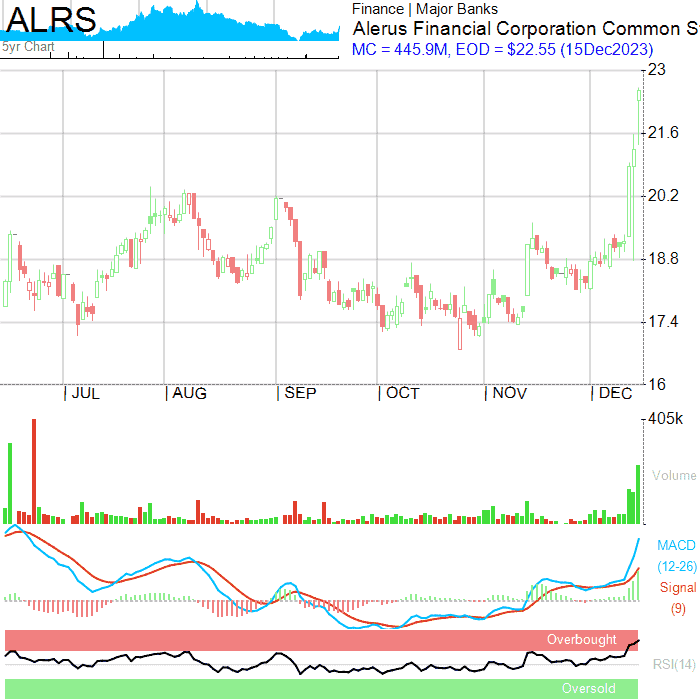 ALRS
5yr Chart
Finance | Major Banks
Alerus Financial Corporation Common S
MC = 445.9M, EOD = $22.55 (15Dec2023)
23
21.6
20.2
18.8
17.4
16
JUL AUG SEP OCT NOV DEC
405k
Volume
MACD
(12-26)
Signal
(9)
Overbought
RSI(14)
Oversold